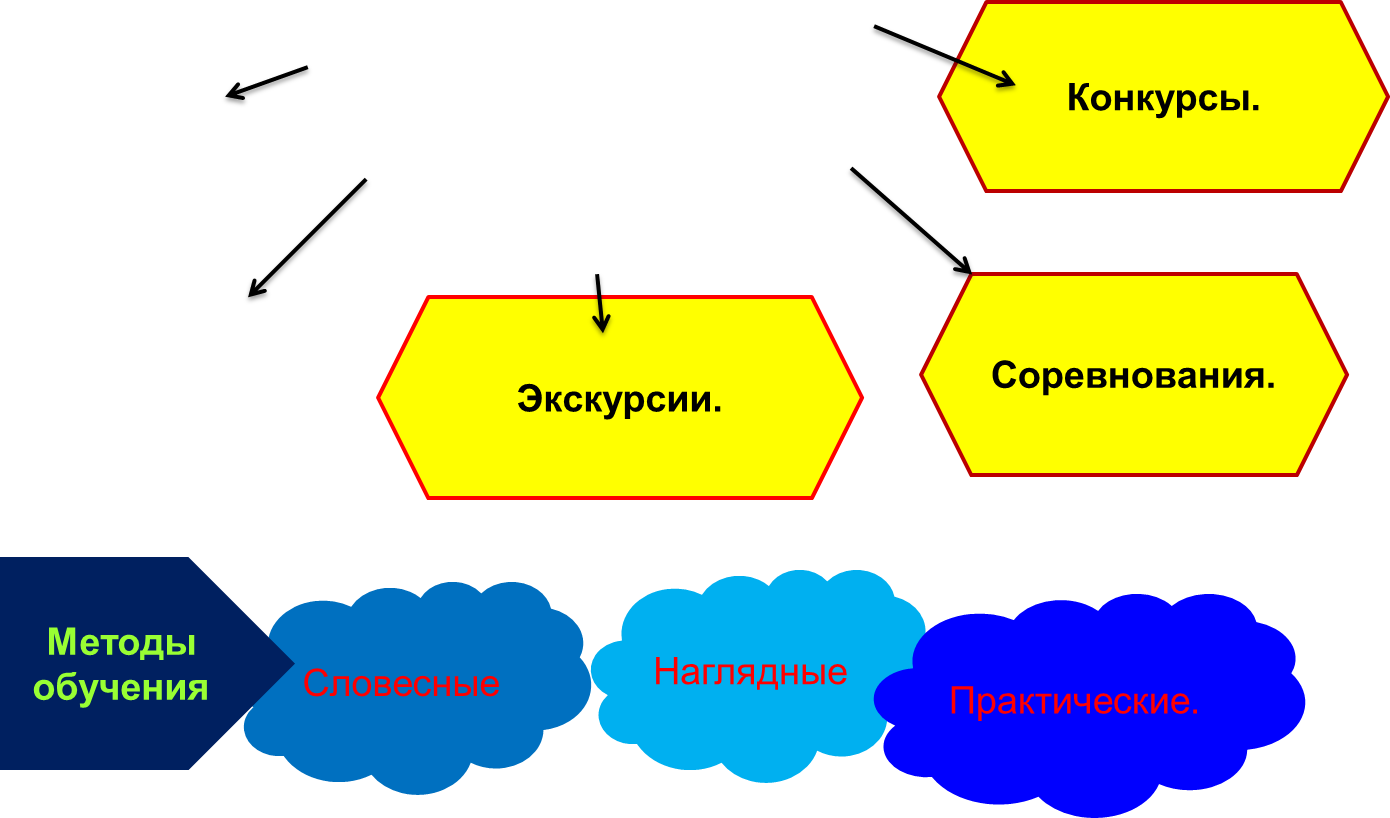 Конкурсы.
Соревнования.
Экскурсии.
Методы
обучения
Словесные
Наглядные
Практические.